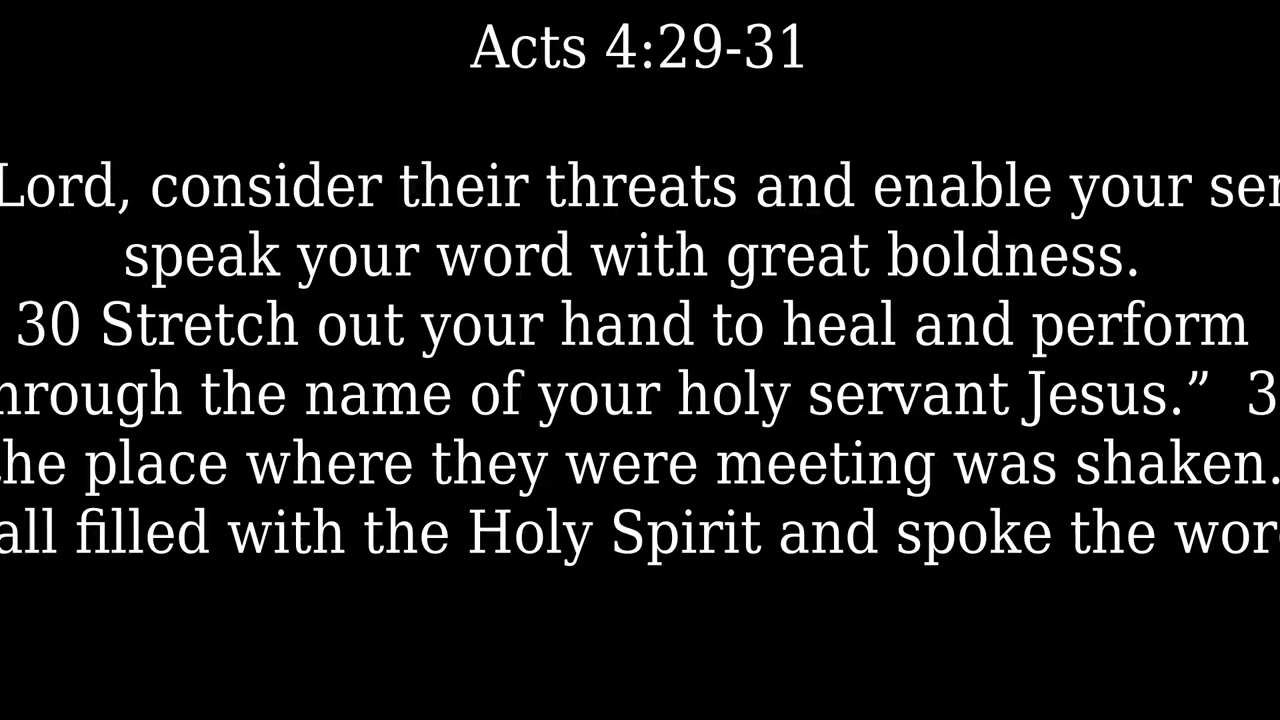 Acts 4:29-31
Lord, consider their threats and enable your ser
speak your word with great boldness.
30 Stretch out your hand to heal and perform
hrough the name of your holy servant Jesus.” 3
the place where they were meeting was shaken.
all filled with the Holy Spirit and spoke the wor